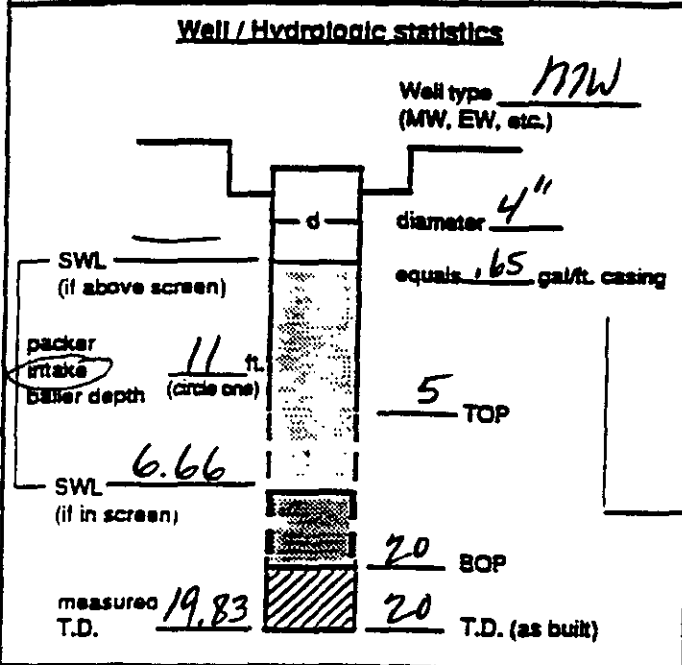 Well / Hydrologic statistics
Well type MW
(MW, EW, etc.)
d
diameter 4"
SWL
(if above screen)
equals .65 gal/ft. casing
packer
intake 11 ft.
bailer depth (circle one)
5 TOP
SWL 6.66
(if in screen)
20 BOP
measured 19.83
T.D.
20 T.D. (as built)